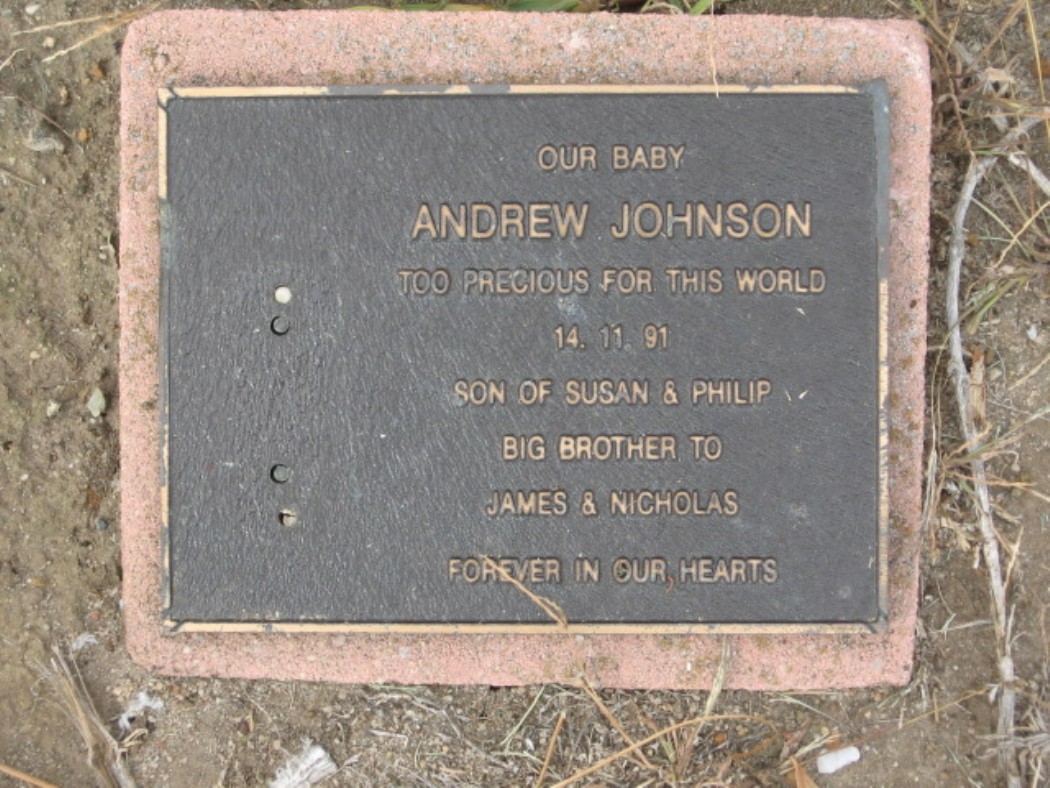 OUR BABY
ANDREW JOHNSON
TOO PRECIOUS FOR THIS WORLD
14. 11. 91
SON OF SUSAN & PHILIP
BIG BROTHER TO
JAMES & NICHOLAS
FOREVER IN OUR HEARTS